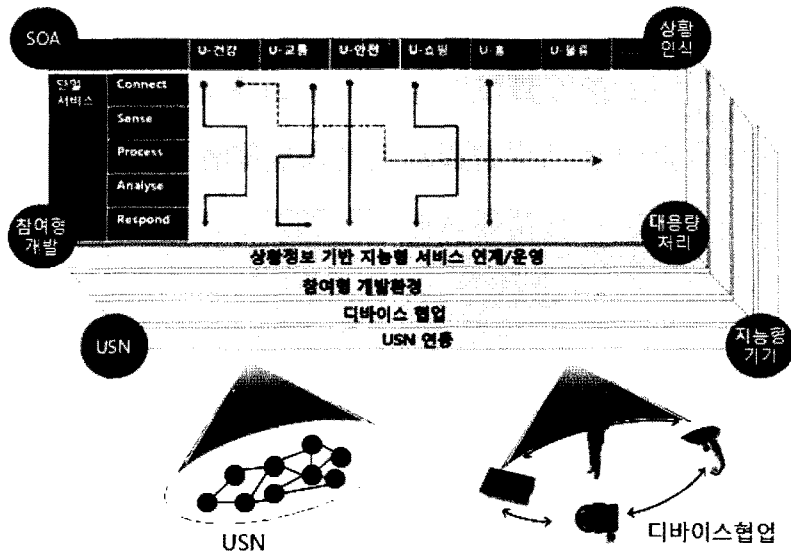 SOA
상황
인식
U-건강
U-교통
U-안전
U-쇼핑
U-홈
U-물류
단일
서비스
Connect
Sense
Process
Analyse
Respond
참여형
개발
대용량
처리
상황정보 기반 지능형 서비스 연계/운영
참여형 개발환경
디바이스 협업
USN 연동
USN
지능형
기기
USN
디바이스협업